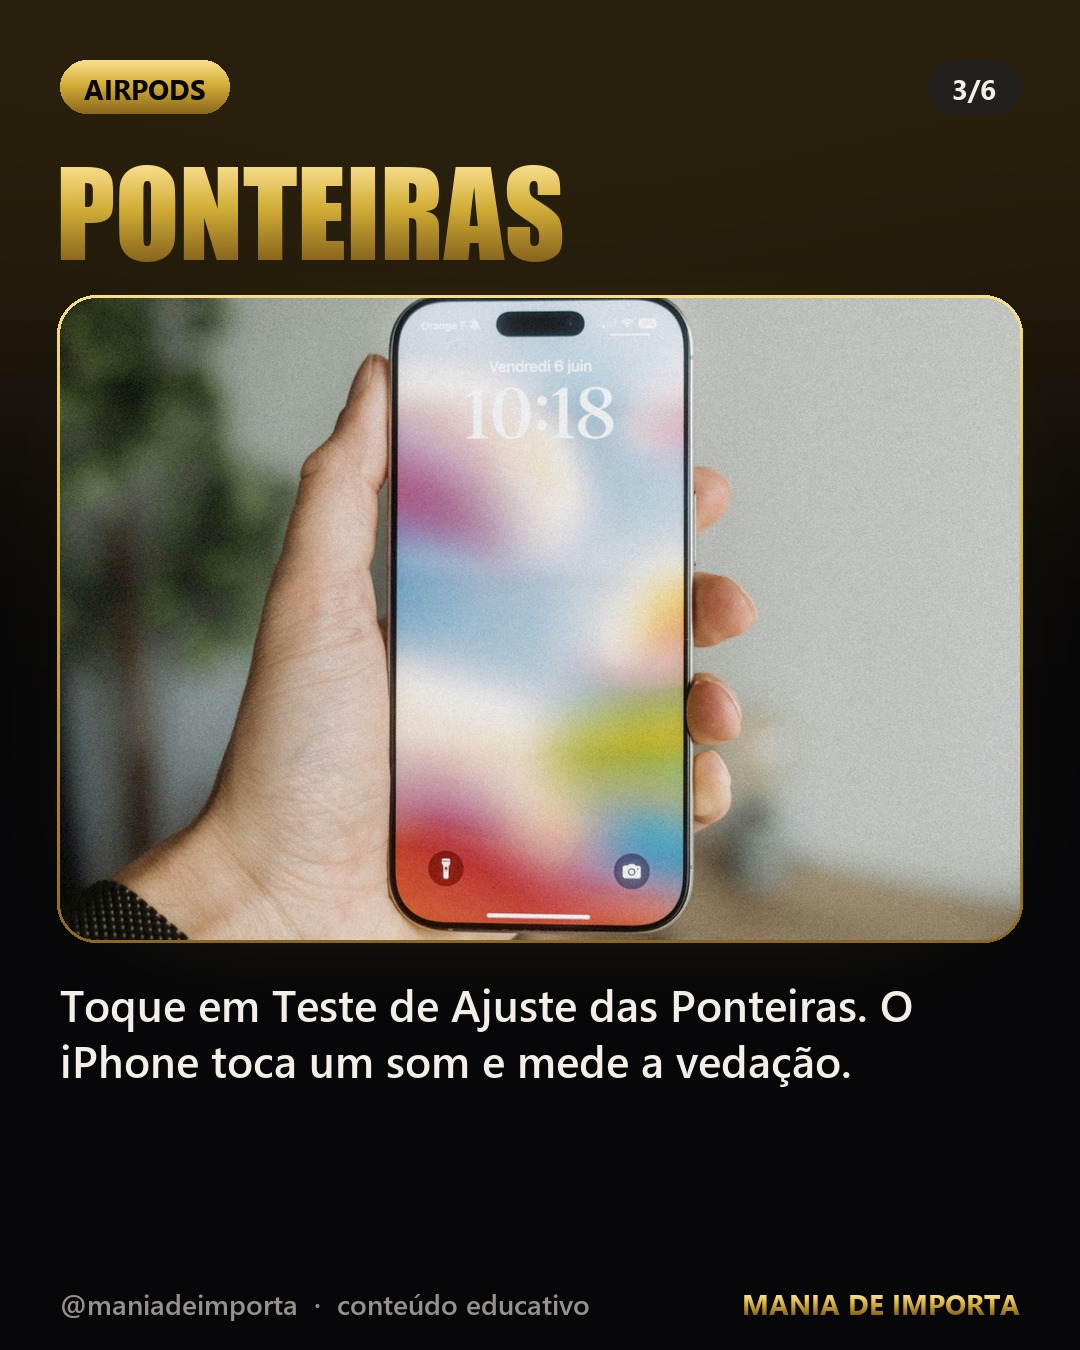 AIRPODS
3/6
PONTEIRAS
Orange F
Vendredi 6 juin
10:18
Toque em Teste de Ajuste das Ponteiras. O
iPhone toca um som e mede a vedação.
@maniadeimporta · conteúdo educativo
MANIA DE IMPORTA